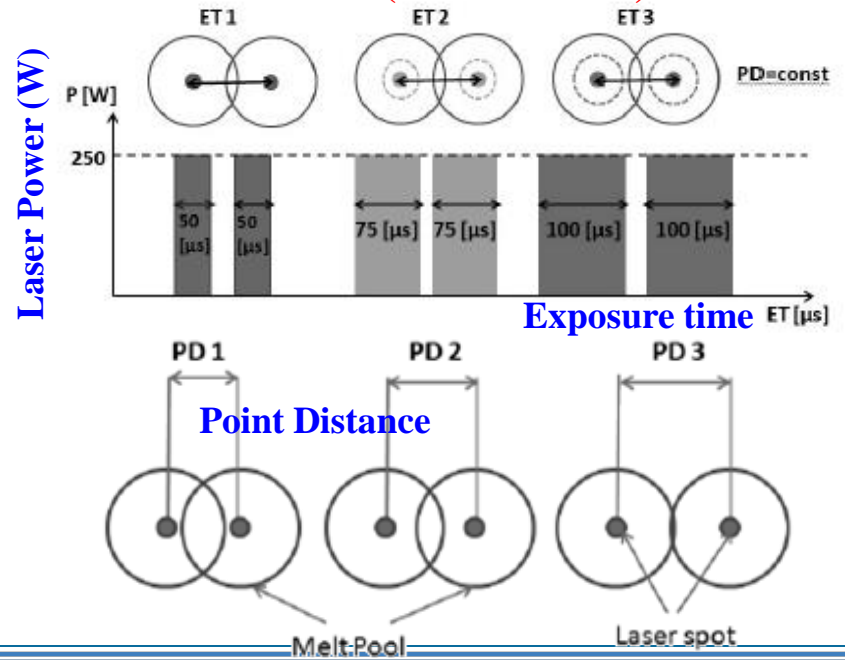 ET 1 ET 2 ET 3
PD=const
Laser Power (W)
P [W]
250
50 [µs] 50 [µs] 75 [µs] 75 [µs] 100 [µs] 100 [µs]
Exposure time ET [µs]
PD 1 PD 2 PD 3
Point Distance
Melt Pool
Laser spot